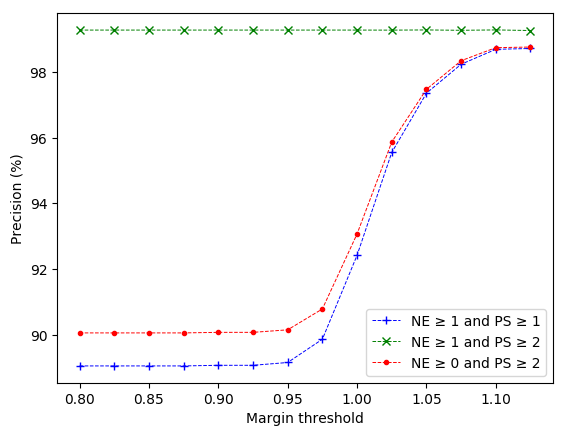 98
96
94
92
90
Precision (%)
0.80
0.85
0.90
0.95
1.00
1.05
1.10
Margin threshold
NE ≥ 1 and PS ≥ 1
NE ≥ 1 and PS ≥ 2
NE ≥ 0 and PS ≥ 2